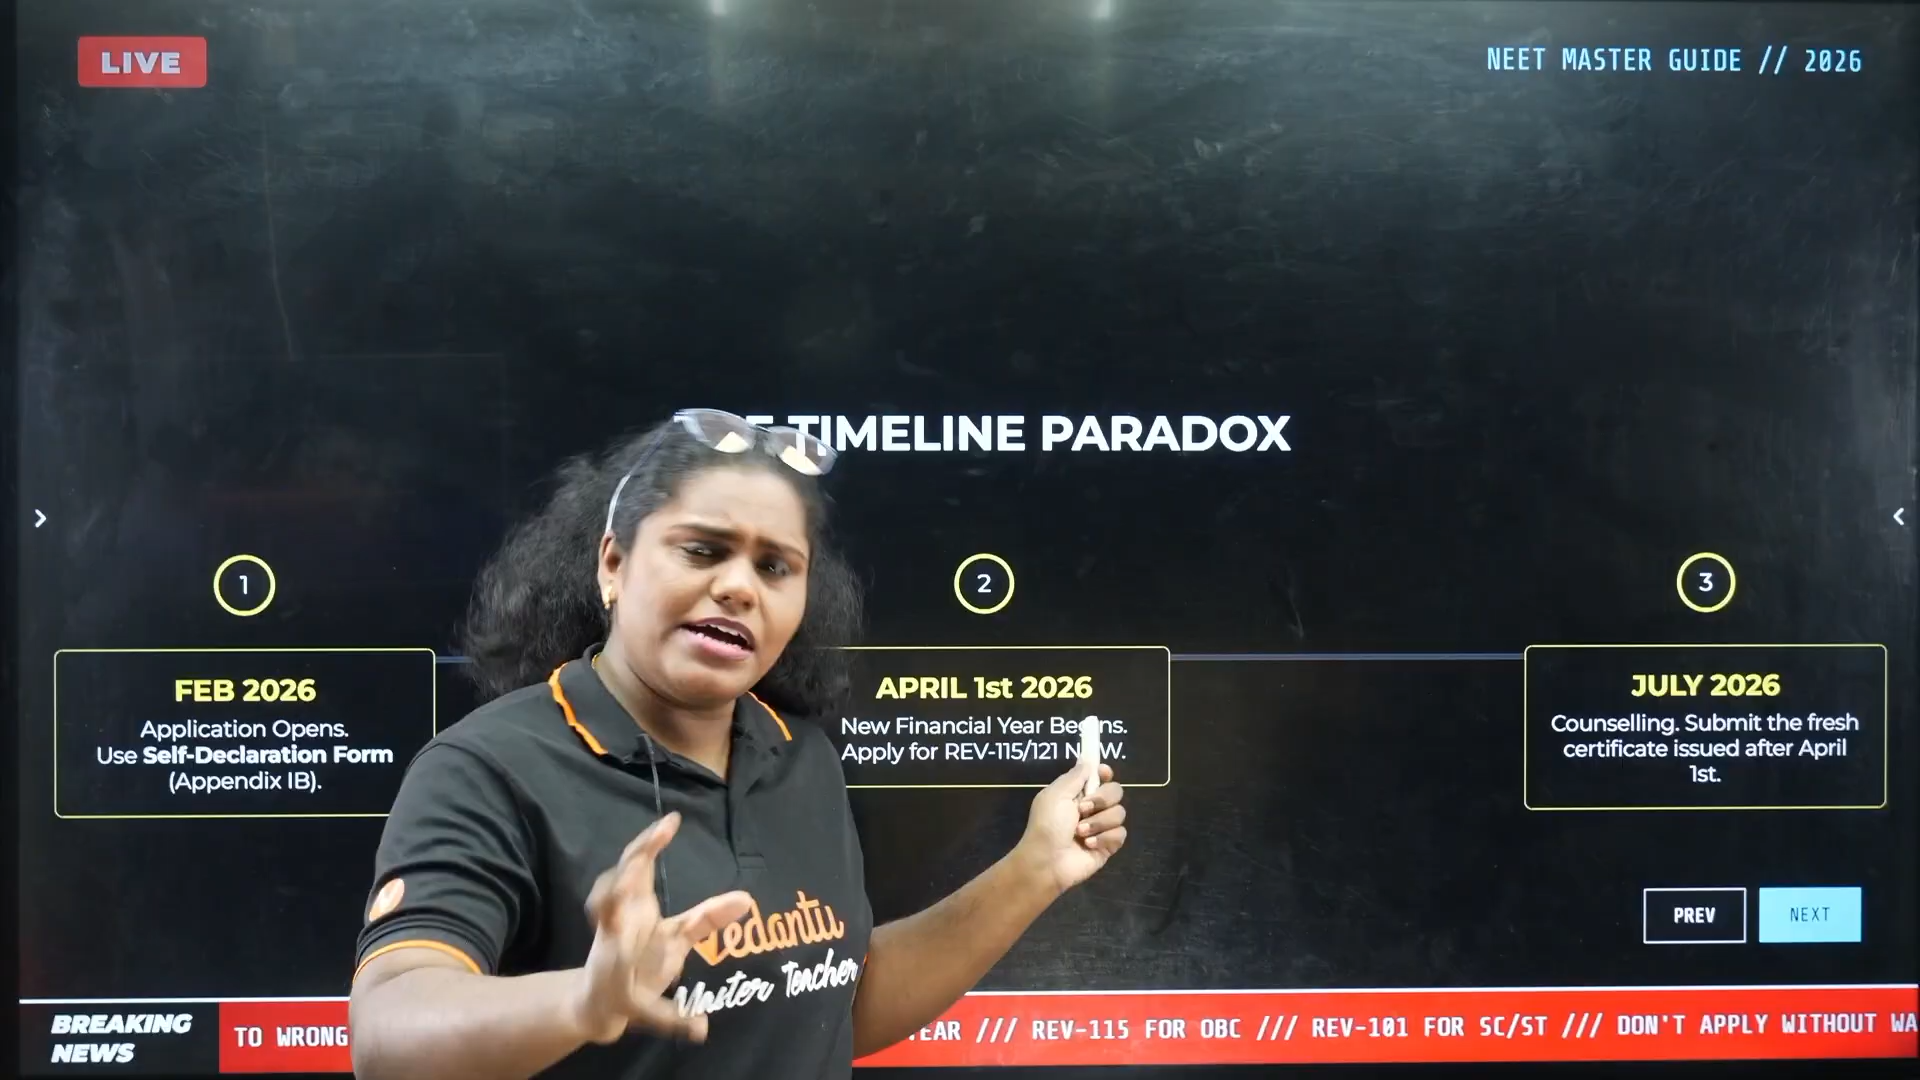 LIVE
NEET MASTER GUIDE // 2026
TIMELINE PARADOX
1
2
3
FEB 2026
Application Opens.
Use Self-Declaration Form
(Appendix IB).
APRIL 1st 2026
New Financial Year Begins.
Apply for REV-115/121 NOW.
JULY 2026
Counselling. Submit the fresh
certificate issued after April
1st.
PREV
NEXT
Vedantu
Master Teacher
BREAKING
NEWS
TO WRONG
/// REV-115 FOR OBC /// REV-101 FOR SC/ST /// DON'T APPLY WITHOUT